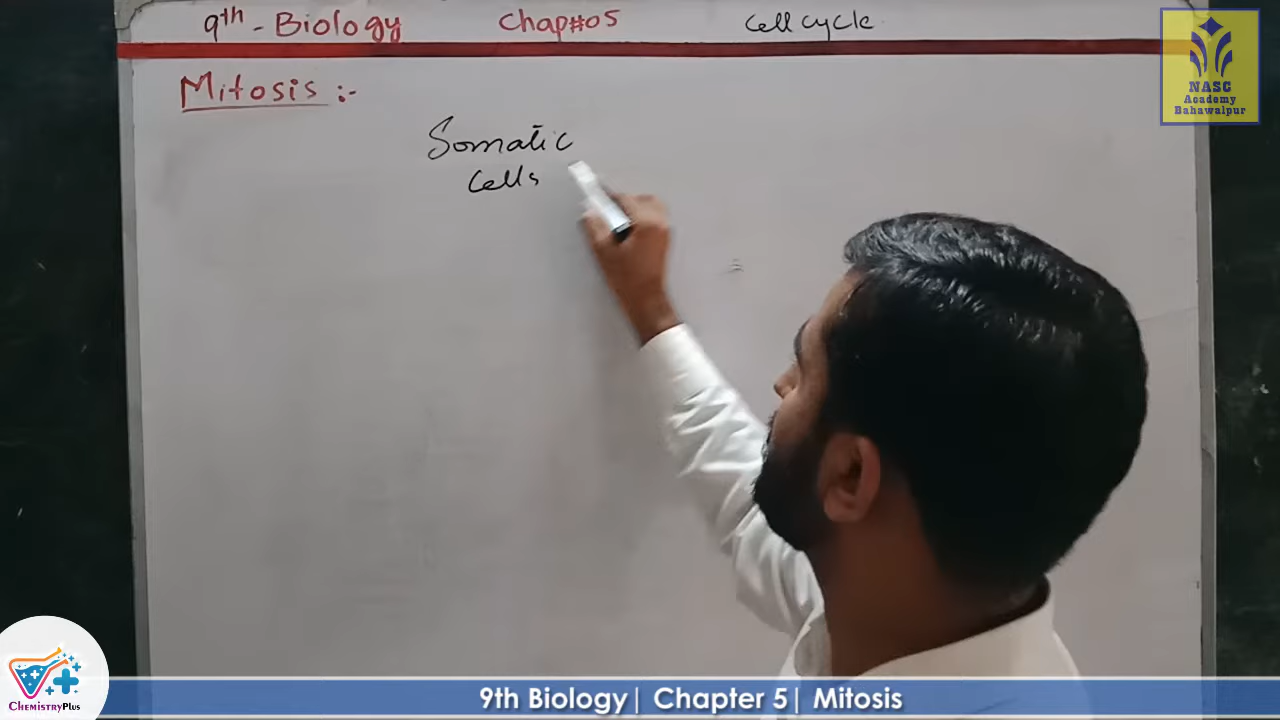 9th - Biology Chap#05 Cell Cycle
Mitosis :-
Somatic
Cells
NASC
Academy
Bahawalpur
ChemistryPlus
9th Biology| Chapter 5| Mitosis